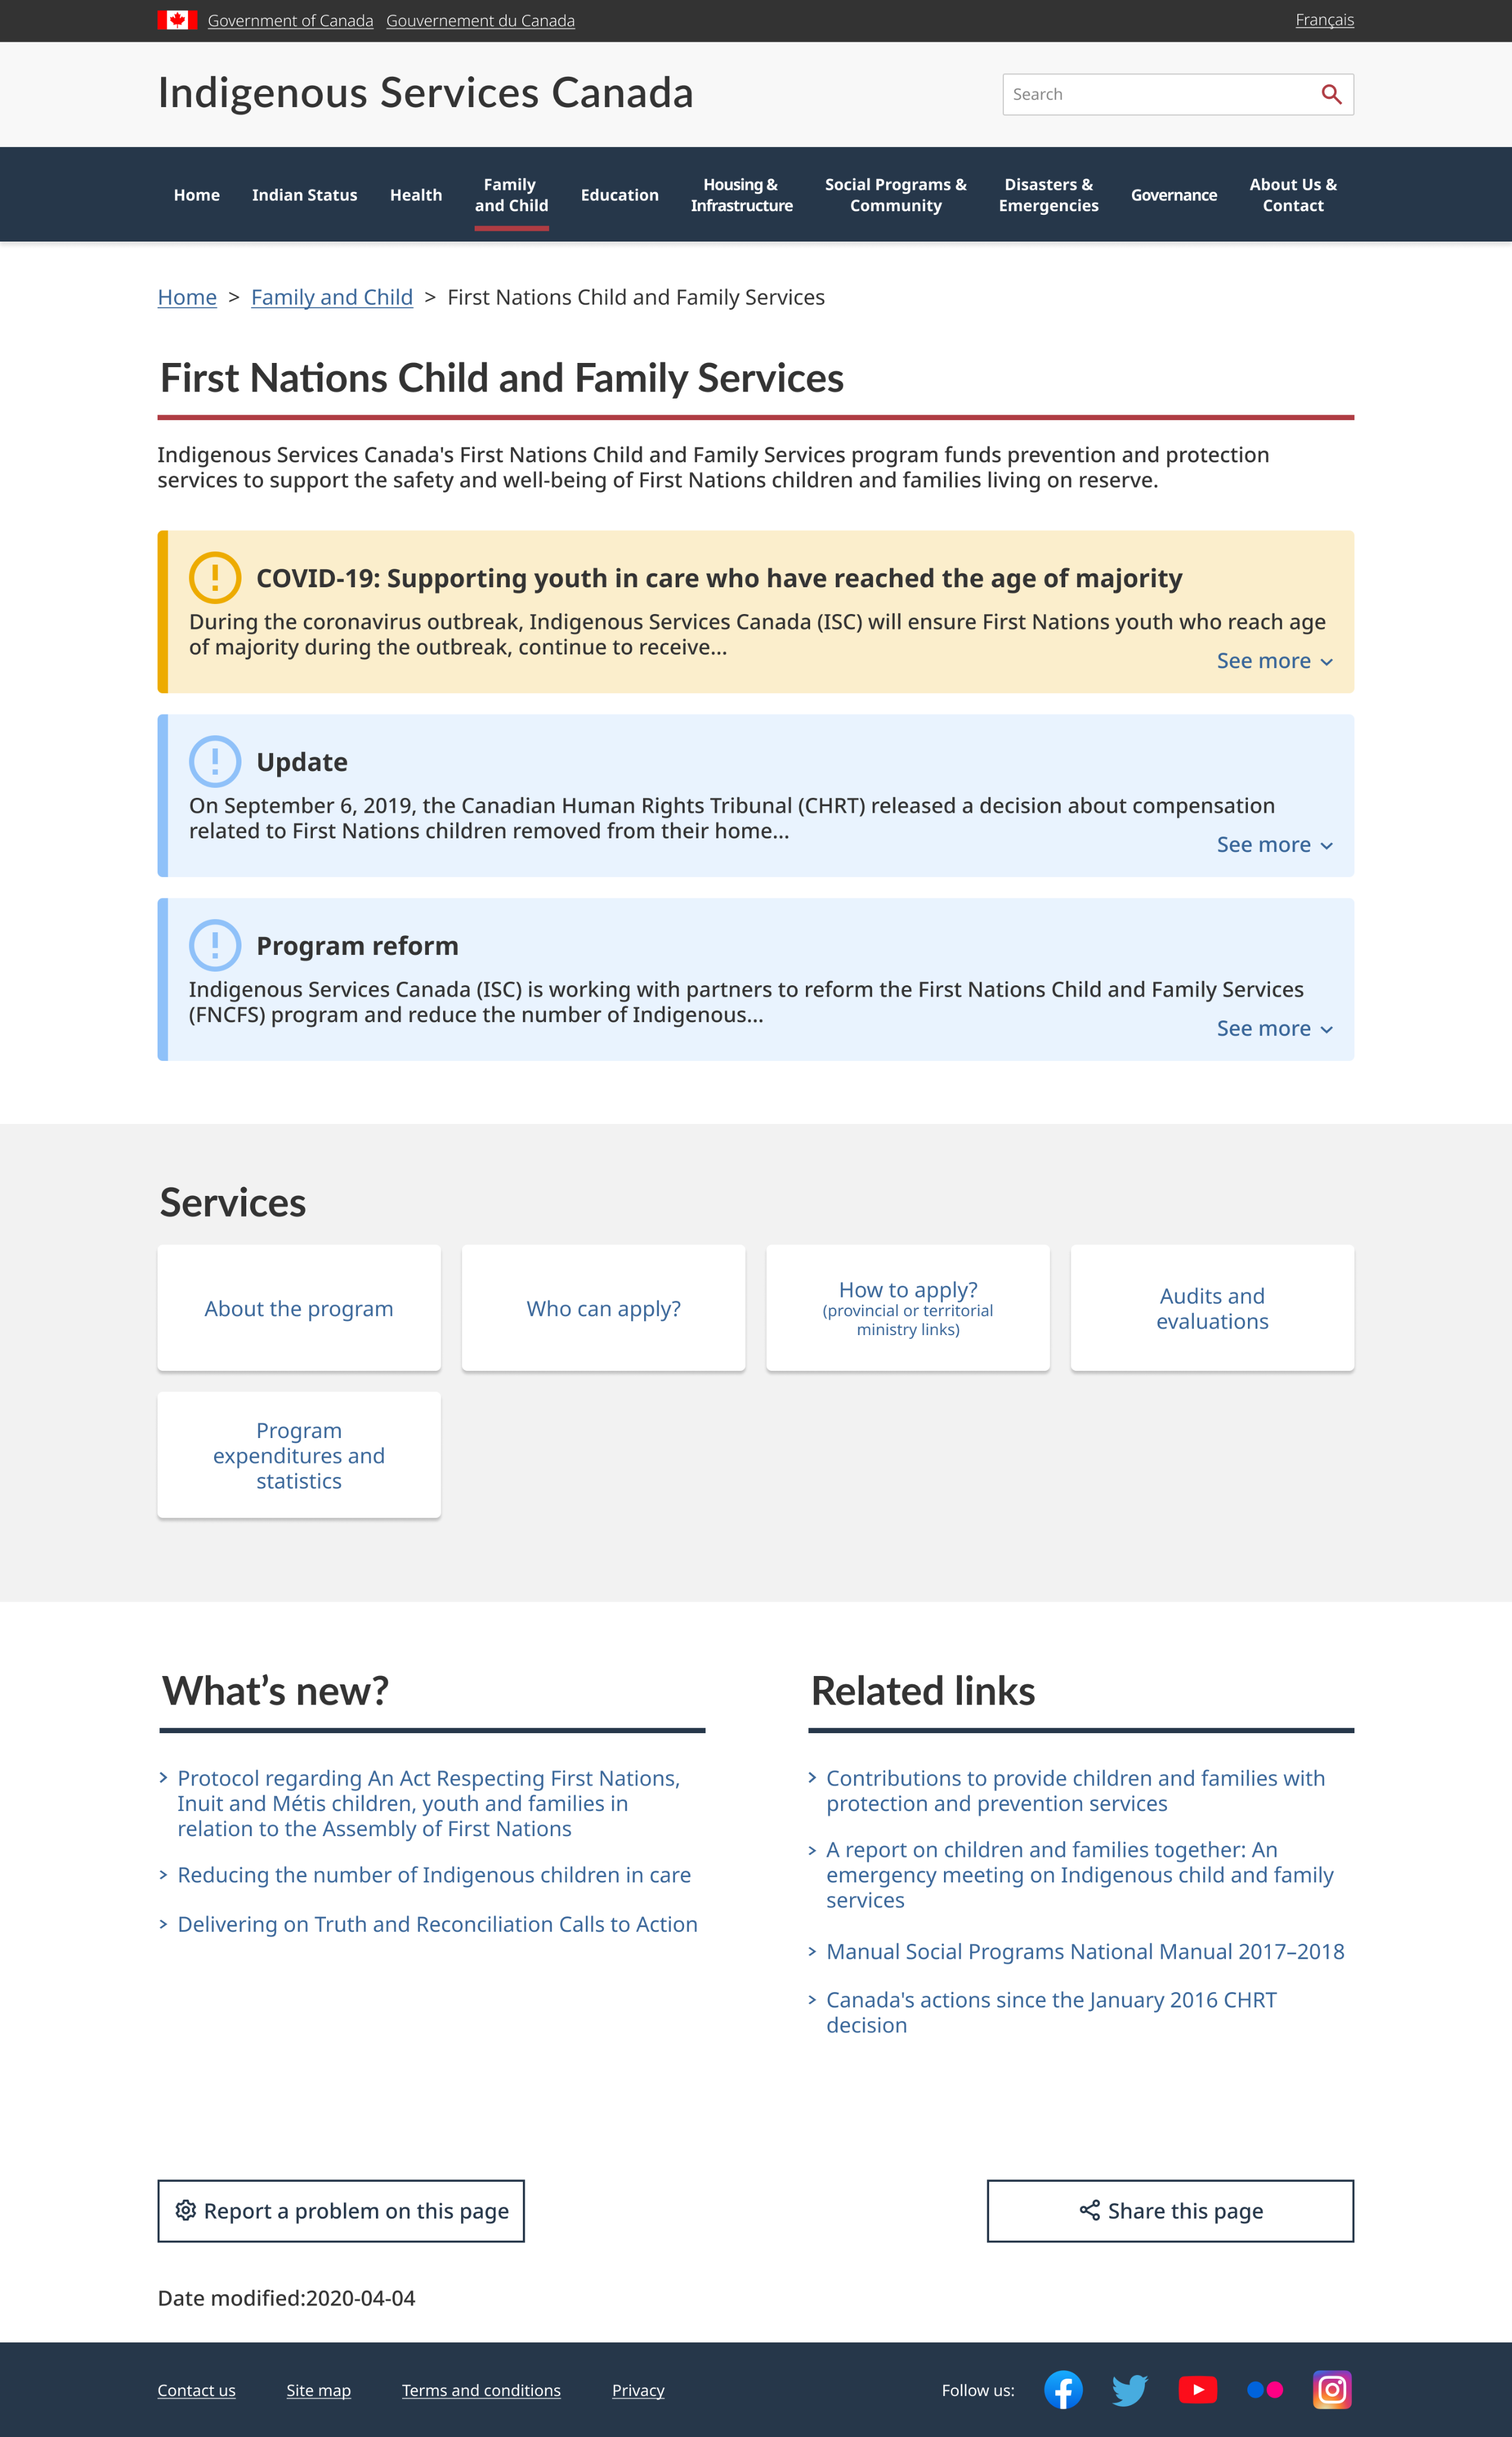 Government of Canada Gouvernement du Canada
Français
Indigenous Services Canada
Search
Home
Indian Status
Health
Family
and Child
Education
Housing &
Infrastructure
Social Programs &
Community
Disasters &
Emergencies
Governance
About Us &
Contact
Home > Family and Child > First Nations Child and Family Services
First Nations Child and Family Services
Indigenous Services Canada's First Nations Child and Family Services program funds prevention and protection
services to support the safety and well-being of First Nations children and families living on reserve.
COVID-19: Supporting youth in care who have reached the age of majority
During the coronavirus outbreak, Indigenous Services Canada (ISC) will ensure First Nations youth who reach age
of majority during the outbreak, continue to receive...
See more
Update
On September 6, 2019, the Canadian Human Rights Tribunal (CHRT) released a decision about compensation
related to First Nations children removed from their home...
See more
Program reform
Indigenous Services Canada (ISC) is working with partners to reform the First Nations Child and Family Services
(FNCFS) program and reduce the number of Indigenous...
See more
Services
About the program
Who can apply?
How to apply?
(provincial or territorial
ministry links)
Audits and
evaluations
Program
expenditures and
statistics
What’s new?
Protocol regarding An Act Respecting First Nations,
Inuit and Métis children, youth and families in
relation to the Assembly of First Nations
Reducing the number of Indigenous children in care
Delivering on Truth and Reconciliation Calls to Action
Related links
Contributions to provide children and families with
protection and prevention services
A report on children and families together: An
emergency meeting on Indigenous child and family
services
Manual Social Programs National Manual 2017–2018
Canada's actions since the January 2016 CHRT
decision
Report a problem on this page
Share this page
Date modified:2020-04-04
Contact us
Site map
Terms and conditions
Privacy
Follow us: